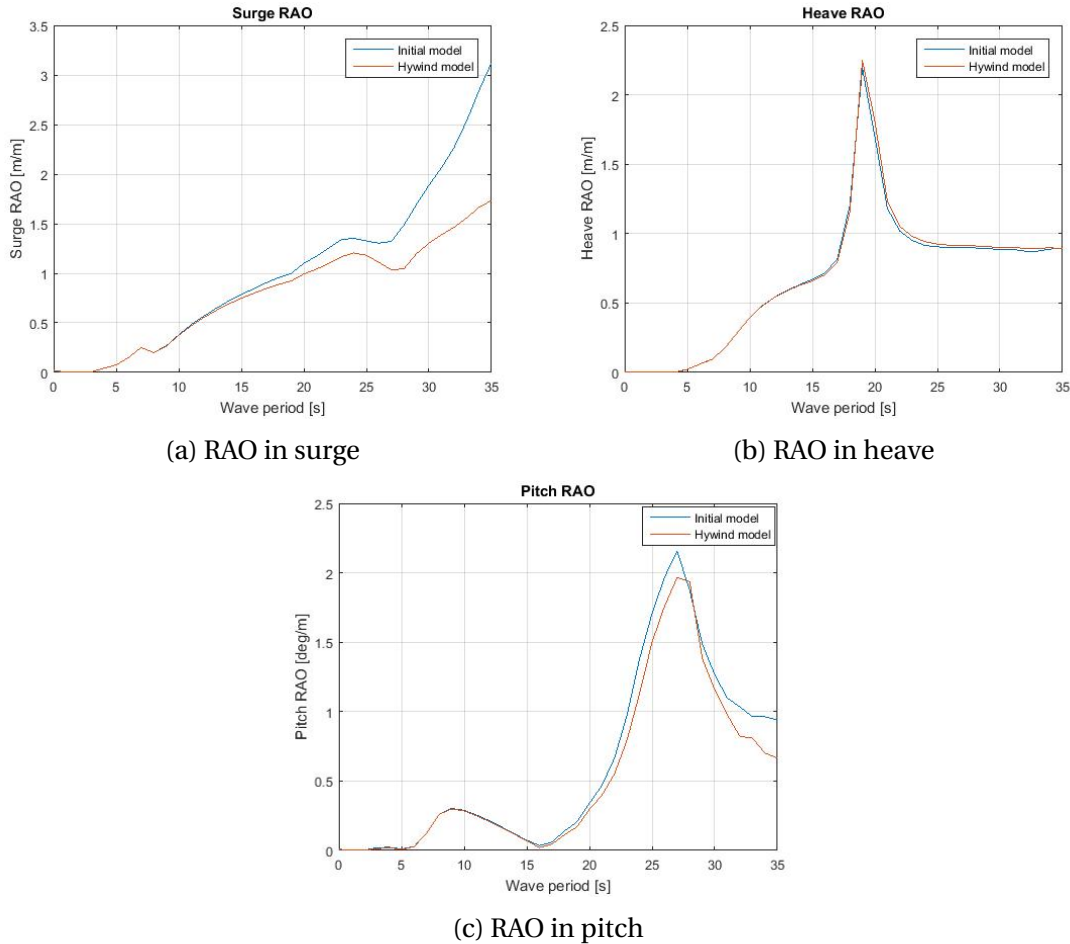 Surge RAO
3.5
3
2.5
2
1.5
1
0.5
0
Surge RAO [m/m]
Initial model
Hywind model
0 5 10 15 20 25 30 35
Wave period [s]
(a) RAO in surge
Heave RAO
2.5
2
1.5
1
0.5
0
Heave RAO [m/m]
Initial model
Hywind model
0 5 10 15 20 25 30 35
Wave period [s]
(b) RAO in heave
Pitch RAO
2.5
2
1.5
1
0.5
0
Pitch RAO [deg/m]
Initial model
Hywind model
0 5 10 15 20 25 30 35
Wave period [s]
(c) RAO in pitch